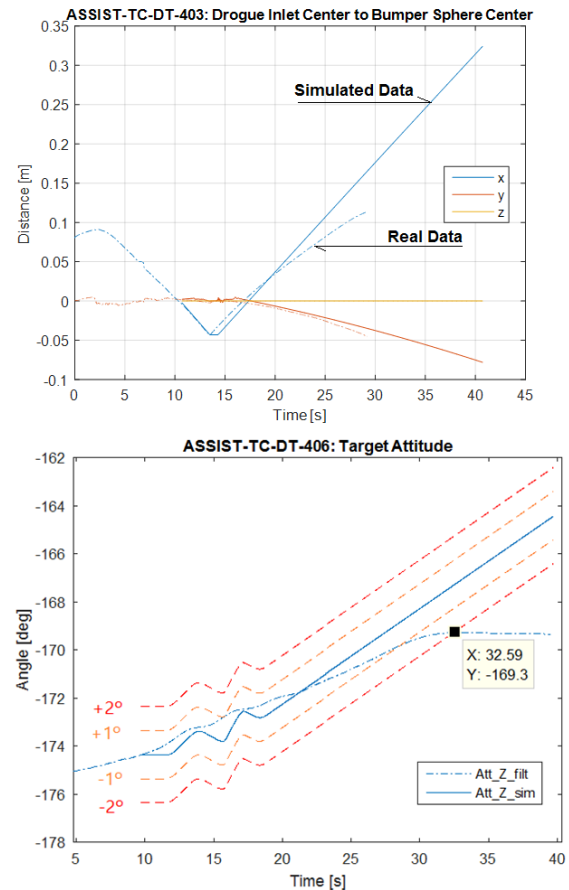 ASSIST-TC-DT-403: Drogue Inlet Center to Bumper Sphere Center
0.35
0.3
0.25
0.2
0.15
0.1
0.05
0
-0.05
-0.1
Distance [m]
Simulated Data
Real Data
x
y
z
0 5 10 15 20 25 30 35 40 45
Time [s]
ASSIST-TC-DT-406: Target Attitude
-162
-164
-166
-168
-170
-172
-174
-176
-178
Angle [deg]
+2º
+1º
-1º
-2º
X: 32.59
Y: -169.3
Att_Z_filt
Att_Z_sim
5 10 15 20 25 30 35 40
Time [s]